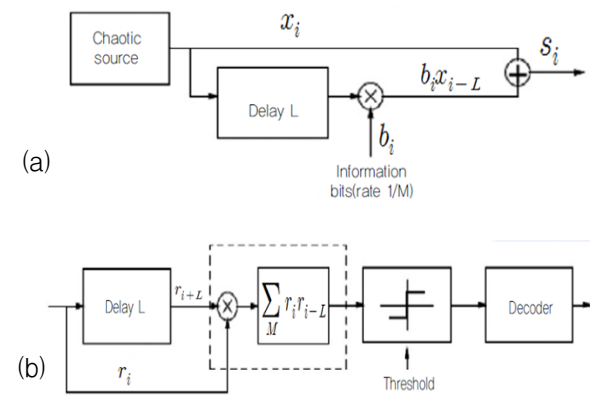 Chaotic
source
x_i
Delay L
b_i x_{i-L}
s_i
b_i
Information
bits(rate 1/M)
(a)
Delay L
r_{i+L}
∑_M r_i r_{i-L}
Decoder
r_i
Threshold
(b)